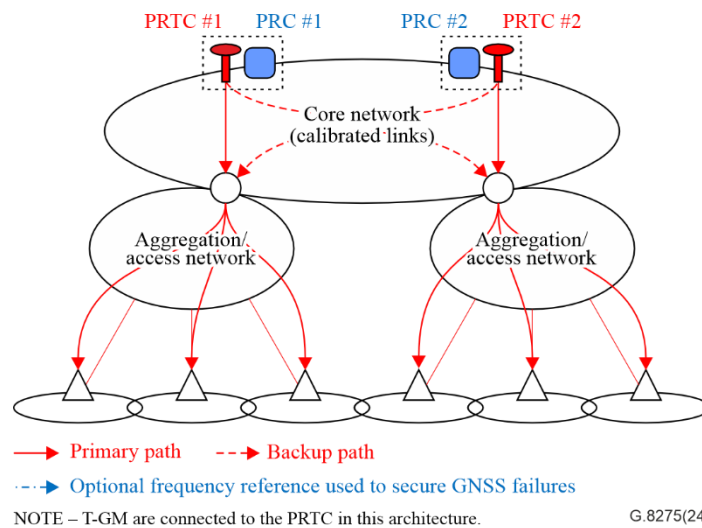 PRTC #1 PRC #1 PRC #2 PRTC #2
Core network
(calibrated links)
Aggregation/
access network
Aggregation/
access network
Primary path Backup path
Optional frequency reference used to secure GNSS failures
NOTE – T-GM are connected to the PRTC in this architecture.
G.8275(24